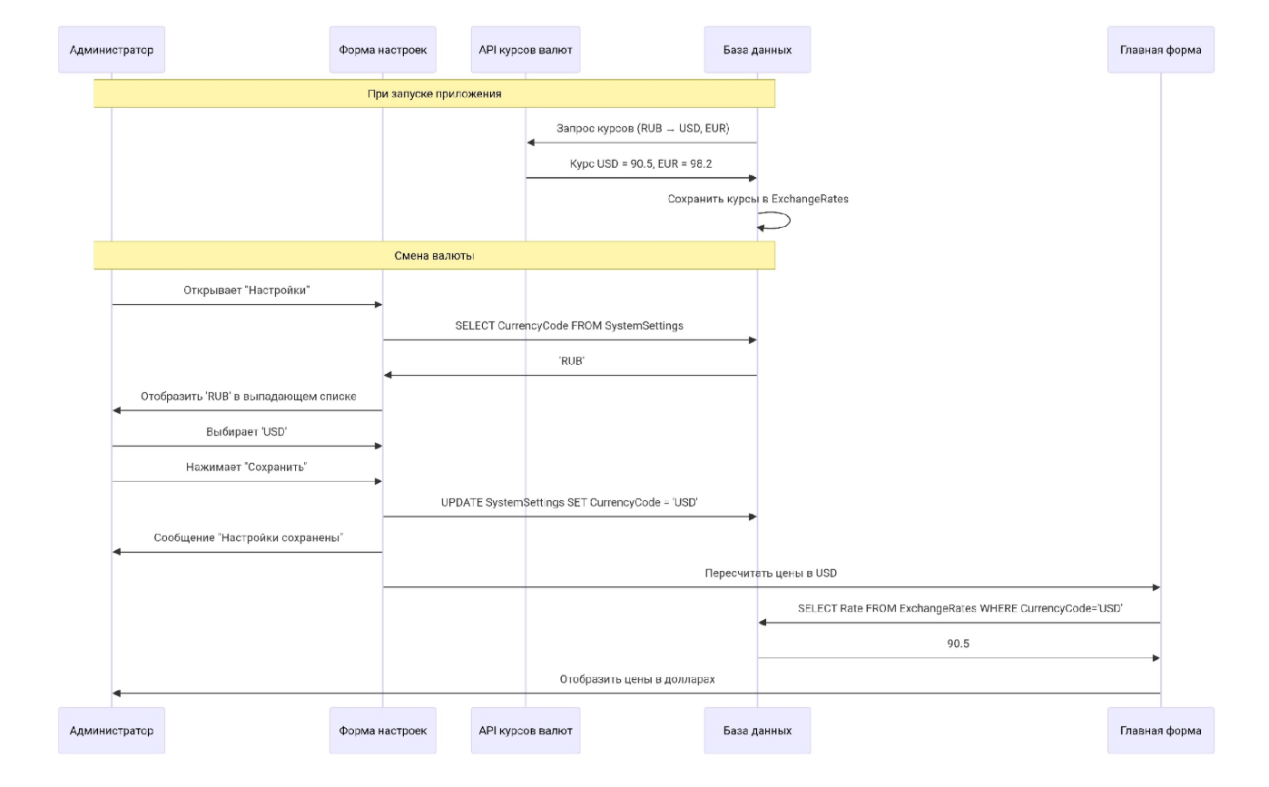 Администратор
Форма настроек
API курсов валют
База данных
Главная форма
При запуске приложения
Запрос курсов (RUB → USD, EUR)
Курс USD = 90.5, EUR = 98.2
Сохранить курсы в ExchangeRates
Смена валюты
Открывает "Настройки"
SELECT CurrencyCode FROM SystemSettings
'RUB'
Отобразить 'RUB' в выпадающем списке
Выбирает 'USD'
Нажимает "Сохранить"
UPDATE SystemSettings SET CurrencyCode = 'USD'
Сообщение "Настройки сохранены"
Пересчитать цены в USD
SELECT Rate FROM ExchangeRates WHERE CurrencyCode='USD'
90.5
Отобразить цены в долларах
Администратор
Форма настроек
API курсов валют
База данных
Главная форма